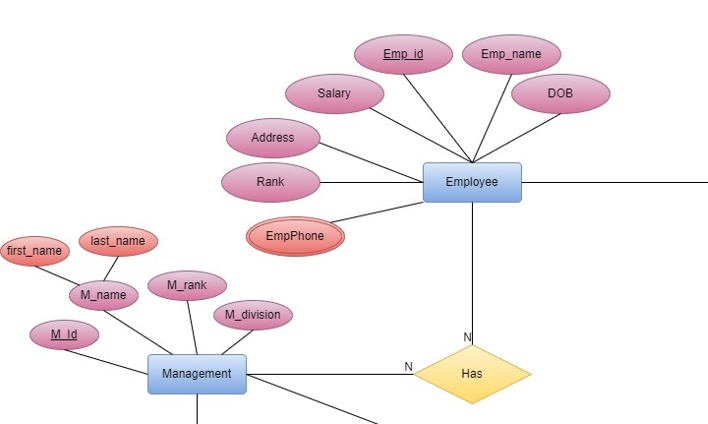 Emp_id
Emp_name
Salary
DOB
Address
Rank
Employee
EmpPhone
first_name
last_name
M_name
M_rank
M_division
M_Id
N
Management
N
Has